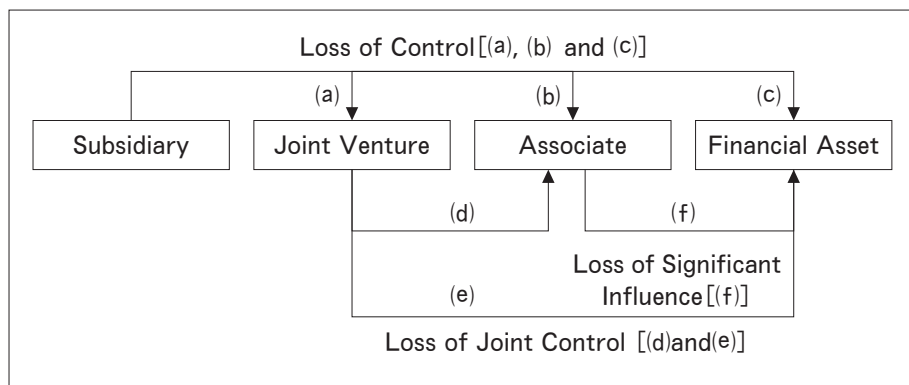 Loss of Control [(a), (b) and (c)]
(a)
(b)
(c)
Subsidiary
Joint Venture
Associate
Financial Asset
(d)
(f)
Loss of Significant
Influence [(f)]
(e)
Loss of Joint Control [(d)and(e)]